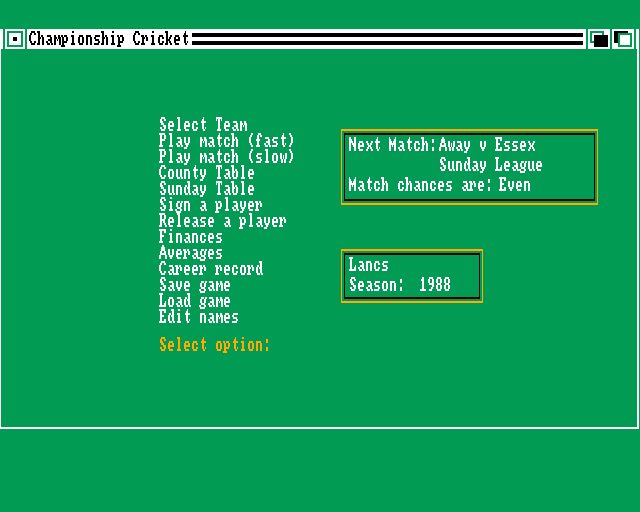 Championship Cricket
Select Team
Play match (fast)
Play match (slow)
County Table
Sunday Table
Sign a player
Release a player
Finances
Averages
Career record
Save game
Load game
Edit names
Select option:
Next Match:Away v Essex
Sunday League
Match chances are: Even
Lancs
Season: 1988